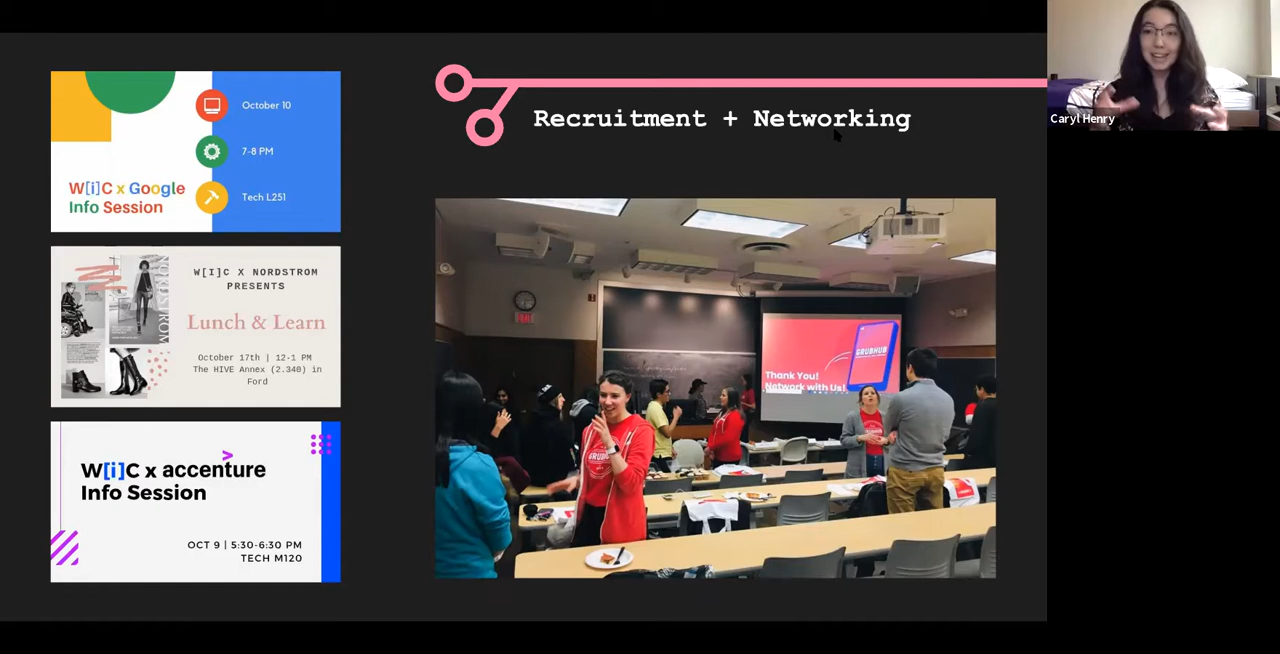 October 10
7-8 PM
W[i]C x Google
Info Session
Tech L251
W[I]C X NORDSTROM
PRESENTS
NORDSTROM
Lunch & Learn
October 17th | 12-1 PM
The HIVE Annex (2.340) in
Ford
W[i]C x accenture
Info Session
OCT 9 | 5:30-6:30 PM
TECH M120
Recruitment + Networking
GRUBHUB
Thank You!
Network with Us!
Caryl Henry